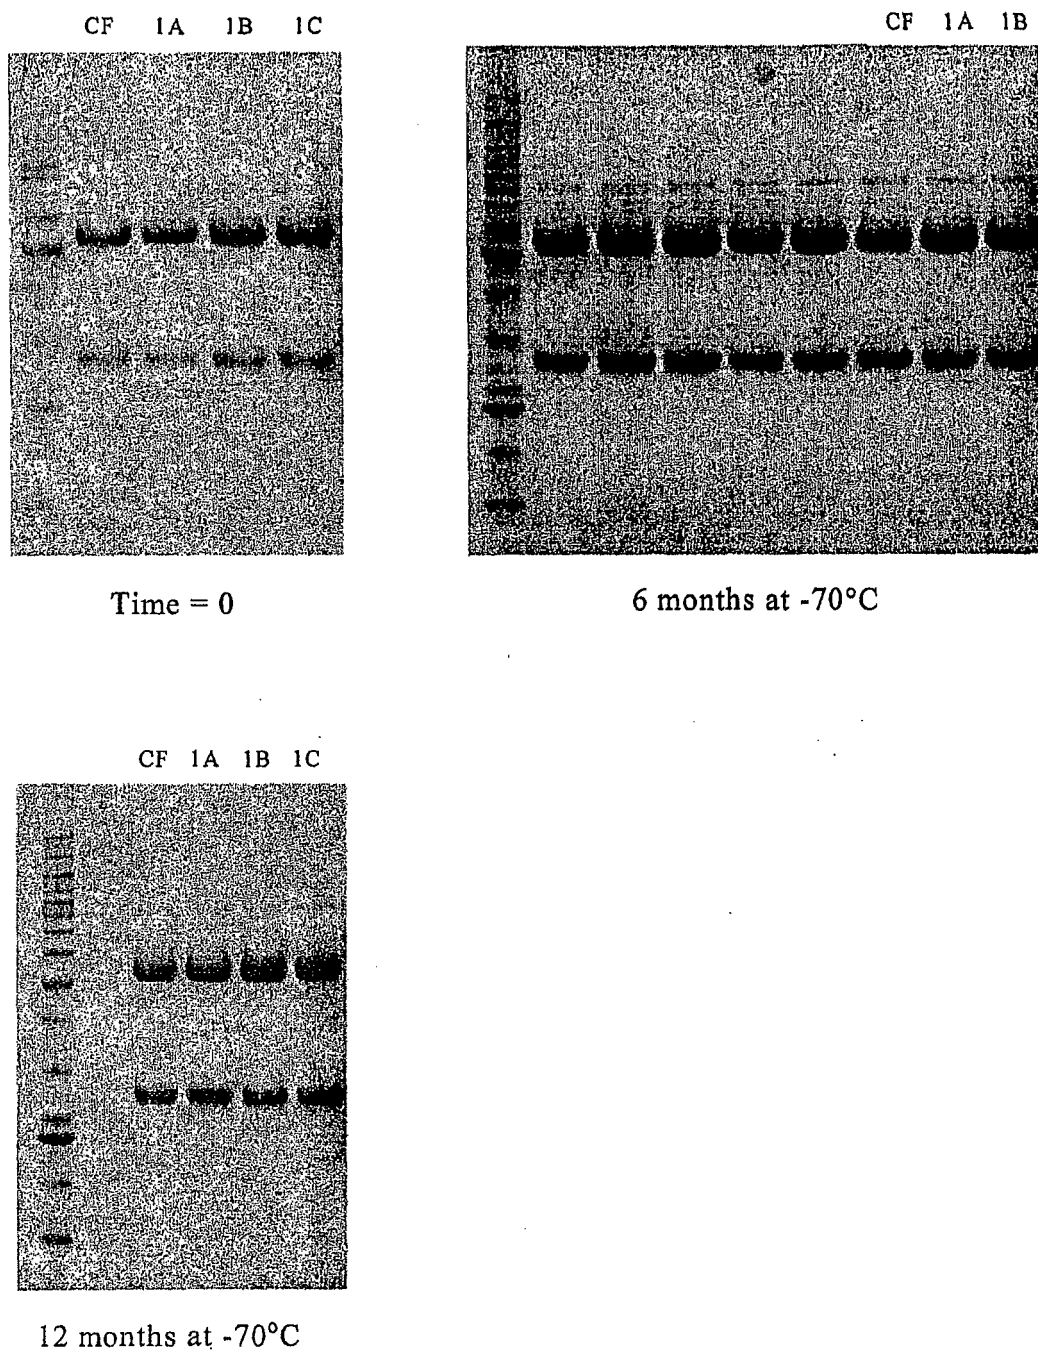 CF 1A 1B 1C
CF 1A 1B
Time = 0
6 months at -70°C
CF 1A 1B 1C
12 months at -70°C